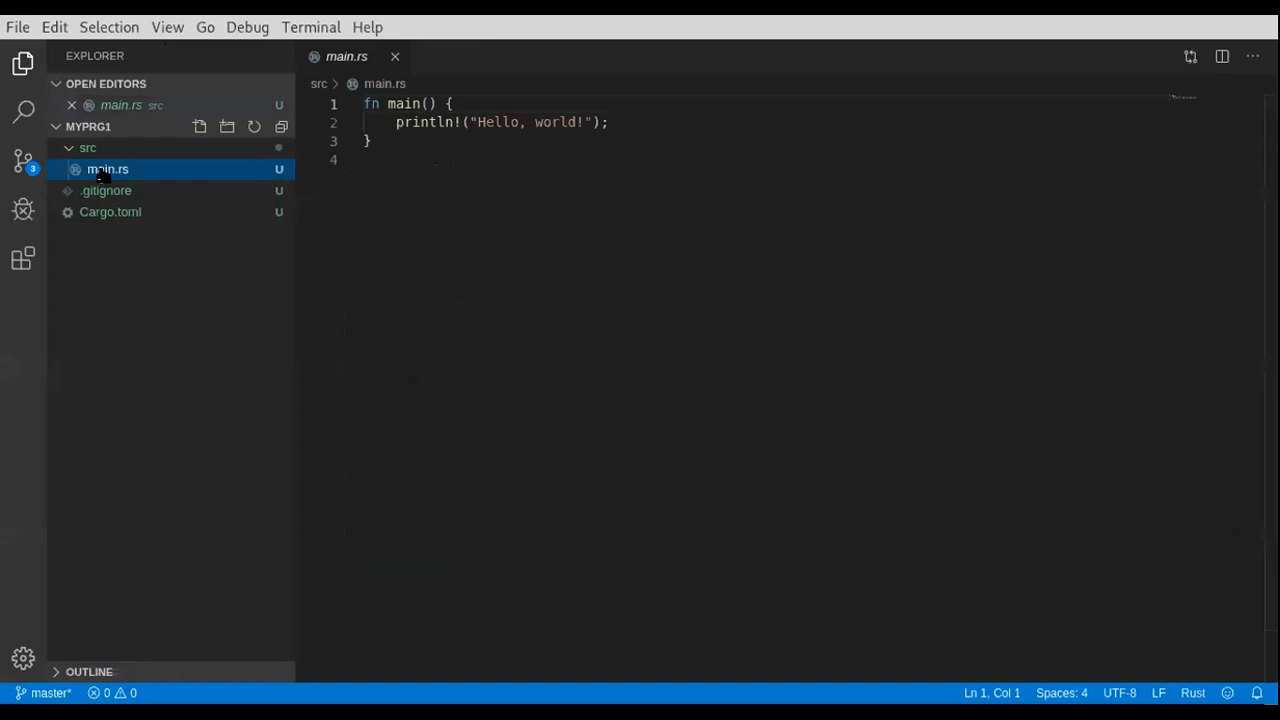 File Edit Selection View Go Debug Terminal Help
EXPLORER
OPEN EDITORS
main.rs src U
MYPRG1
src
main.rs U
.gitignore U
Cargo.toml U
OUTLINE
main.rs
src > main.rs
1 fn main() {
2     println!("Hello, world!");
3 }
4
3
master* 0 0 Ln 1, Col 1 Spaces: 4 UTF-8 LF Rust